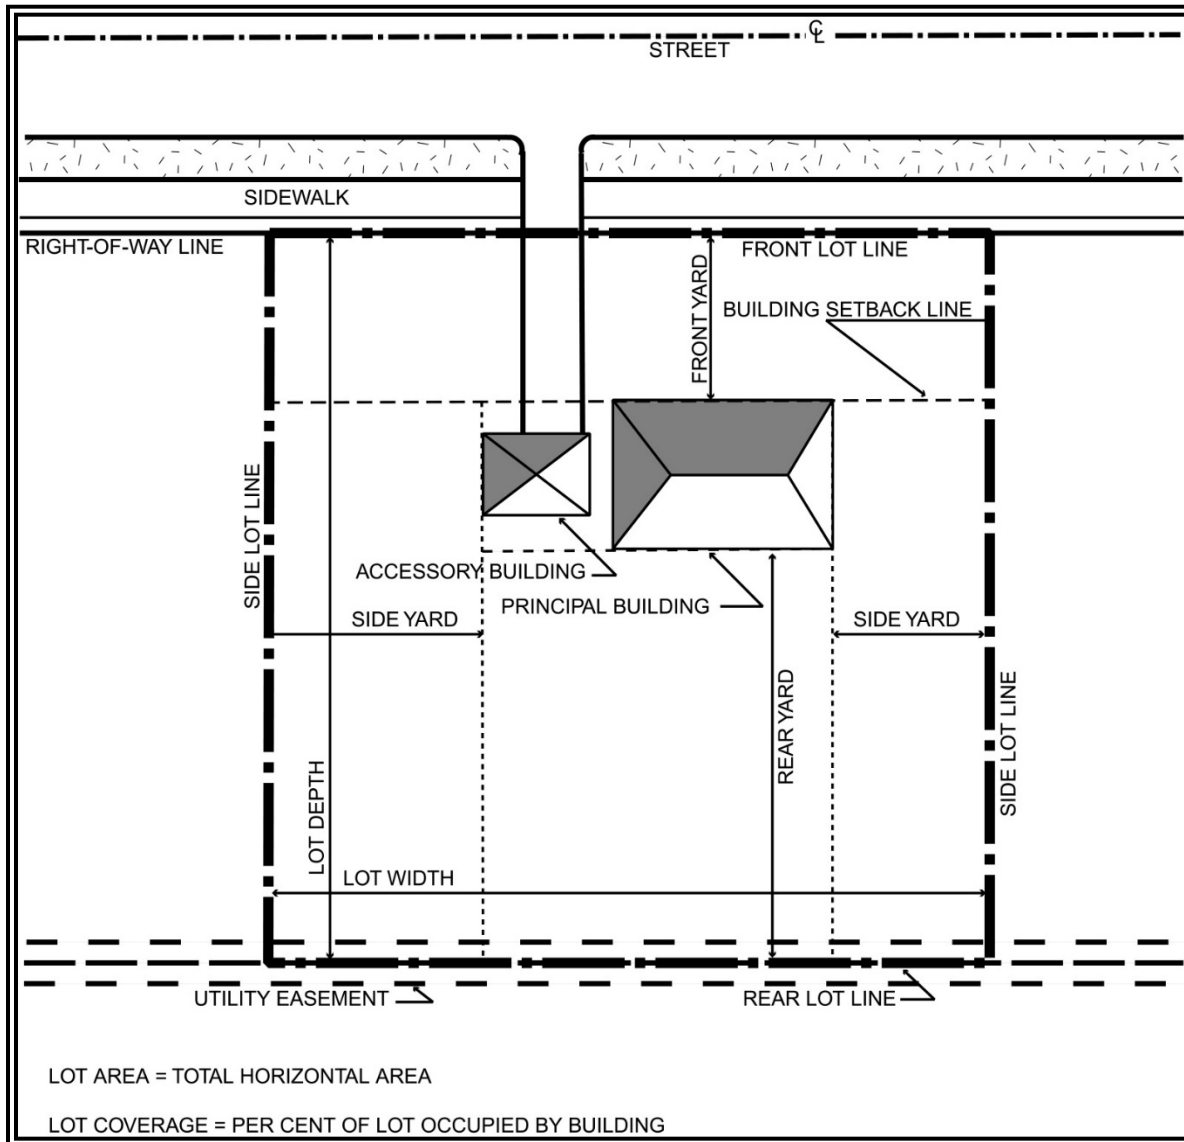 ℄
STREET
SIDEWALK
RIGHT-OF-WAY LINE
FRONT LOT LINE
FRONT YARD
BUILDING SETBACK LINE
SIDE LOT LINE
ACCESSORY BUILDING
PRINCIPAL BUILDING
SIDE YARD
SIDE YARD
REAR YARD
SIDE LOT LINE
LOT DEPTH
LOT WIDTH
UTILITY EASEMENT
REAR LOT LINE
LOT AREA = TOTAL HORIZONTAL AREA
LOT COVERAGE = PER CENT OF LOT OCCUPIED BY BUILDING